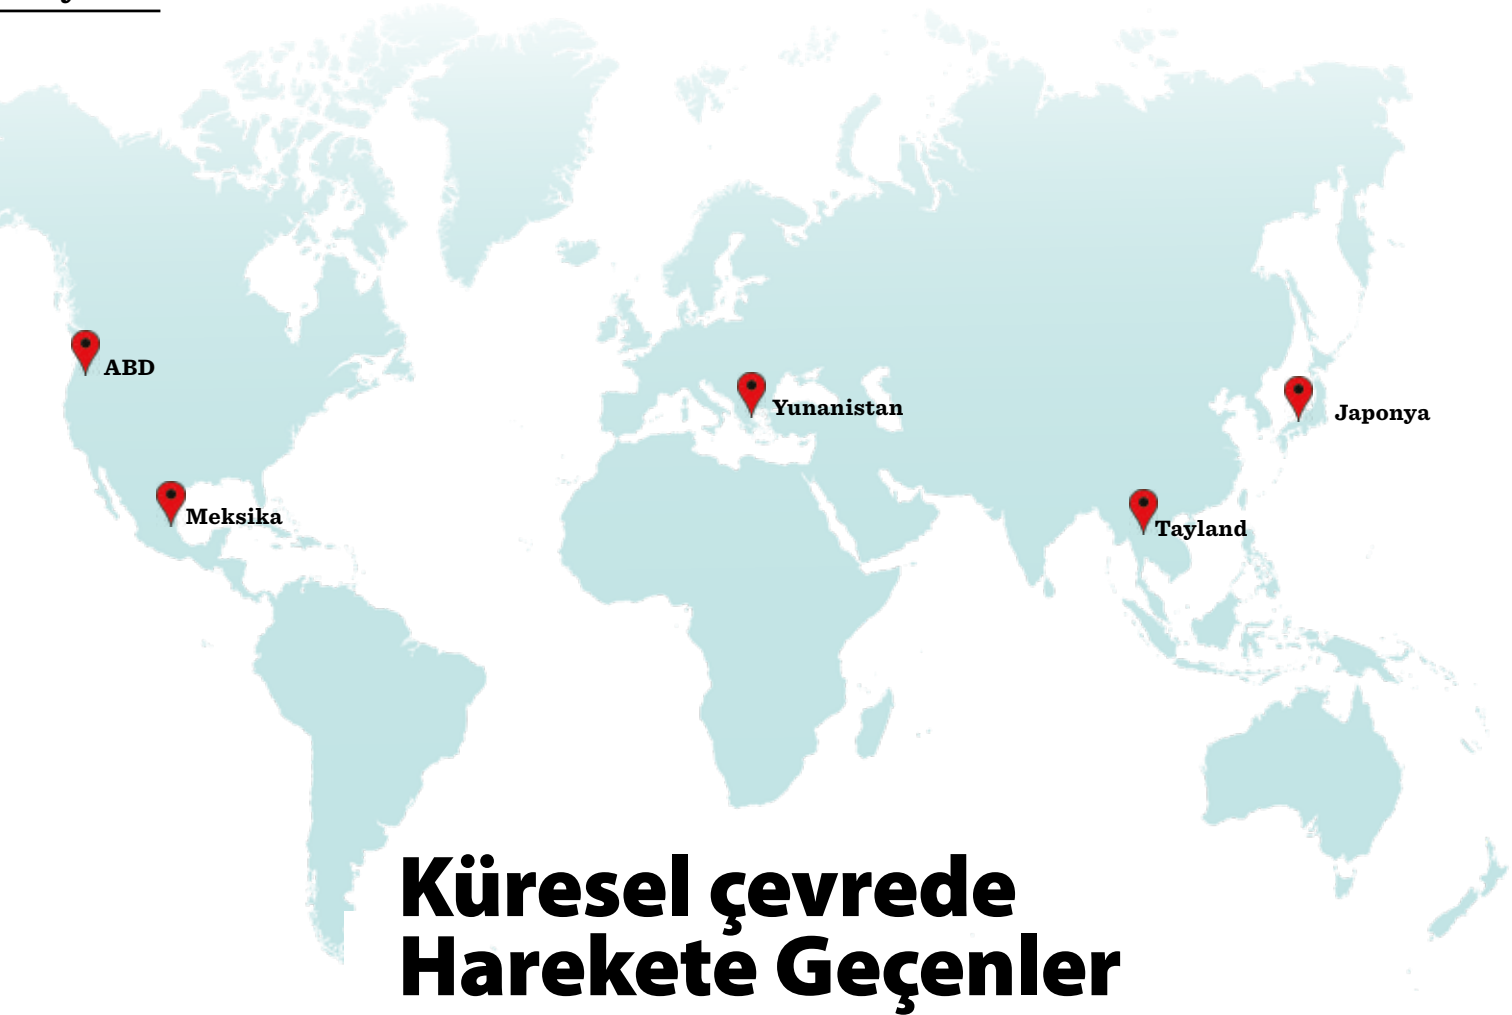 ABD
Yunanistan
Japonya
Meksika
Tayland
Küresel çevrede
Harekete Geçenler